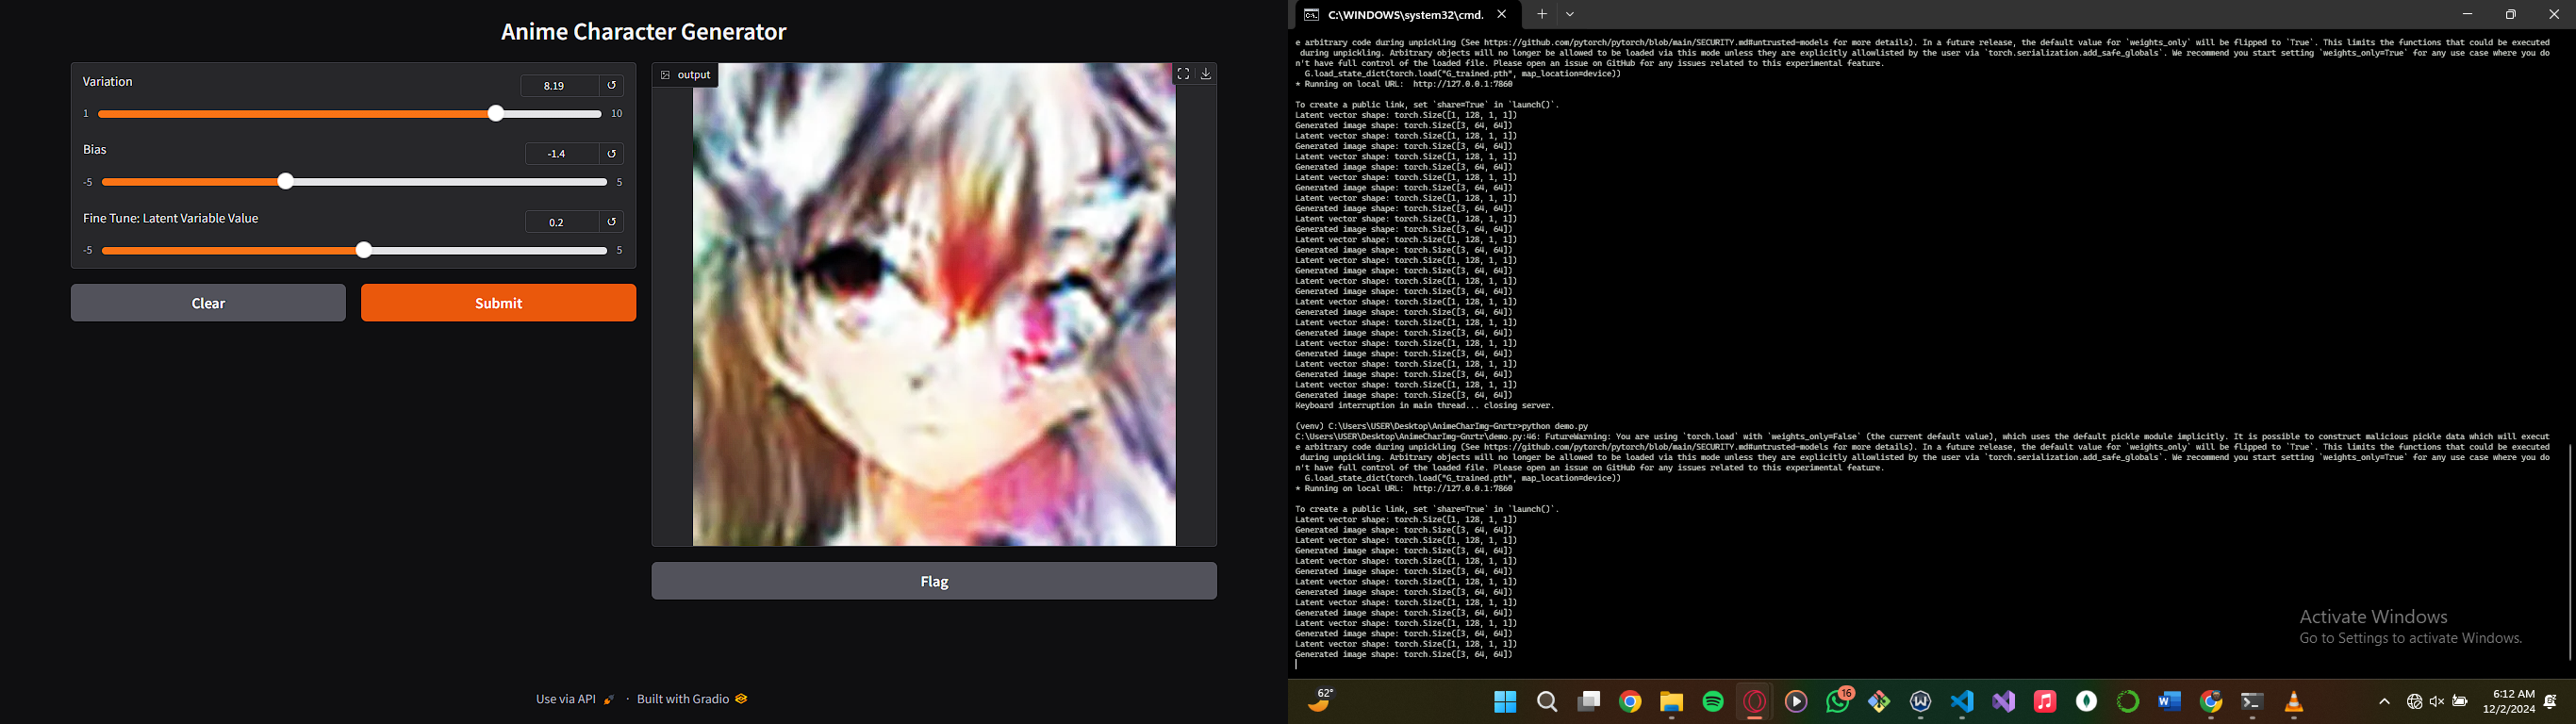 Anime Character Generator
Variation
8.19
1
10
Bias
-1.4
-5
5
Fine Tune: Latent Variable Value
0.2
-5
5
Clear
Submit
output
Flag
Use via API
·
Built with Gradio
C:\WINDOWS\system32\cmd.
e arbitrary code during unpickling (See https://github.com/pytorch/pytorch/blob/main/SECURITY.md#untrusted-models for more details). In a future release, the default value for `weights_only` will be flipped to `True`. This limits the functions that could be executed
during unpickling. Arbitrary objects will no longer be allowed to be loaded via this mode unless they are explicitly allowlisted by the user via `torch.serialization.add_safe_globals`. We recommend you start setting `weights_only=True` for any use case where you do
n't have full control of the loaded file. Please open an issue on GitHub for any issues related to this experimental feature.
G.load_state_dict(torch.load("G_trained.pth", map_location=device))
* Running on local URL:  http://127.0.0.1:7860
To create a public link, set `share=True` in `launch()`.
Latent vector shape: torch.Size([1, 128, 1, 1])
Generated image shape: torch.Size([3, 64, 64])
Latent vector shape: torch.Size([1, 128, 1, 1])
Generated image shape: torch.Size([3, 64, 64])
Latent vector shape: torch.Size([1, 128, 1, 1])
Generated image shape: torch.Size([3, 64, 64])
Latent vector shape: torch.Size([1, 128, 1, 1])
Generated image shape: torch.Size([3, 64, 64])
Latent vector shape: torch.Size([1, 128, 1, 1])
Generated image shape: torch.Size([3, 64, 64])
Latent vector shape: torch.Size([1, 128, 1, 1])
Generated image shape: torch.Size([3, 64, 64])
Latent vector shape: torch.Size([1, 128, 1, 1])
Generated image shape: torch.Size([3, 64, 64])
Latent vector shape: torch.Size([1, 128, 1, 1])
Generated image shape: torch.Size([3, 64, 64])
Latent vector shape: torch.Size([1, 128, 1, 1])
Generated image shape: torch.Size([3, 64, 64])
Latent vector shape: torch.Size([1, 128, 1, 1])
Generated image shape: torch.Size([3, 64, 64])
Latent vector shape: torch.Size([1, 128, 1, 1])
Generated image shape: torch.Size([3, 64, 64])
Latent vector shape: torch.Size([1, 128, 1, 1])
Generated image shape: torch.Size([3, 64, 64])
Latent vector shape: torch.Size([1, 128, 1, 1])
Generated image shape: torch.Size([3, 64, 64])
Latent vector shape: torch.Size([1, 128, 1, 1])
Generated image shape: torch.Size([3, 64, 64])
Keyboard interruption in main thread... closing server.
(venv) C:\Users\USER\Desktop\AnimeCharImg-Gnrtr>python demo.py
C:\Users\USER\Desktop\AnimeCharImg-Gnrtr\demo.py:46: FutureWarning: You are using `torch.load` with `weights_only=False` (the current default value), which uses the default pickle module implicitly. It is possible to construct malicious pickle data which will execut
e arbitrary code during unpickling (See https://github.com/pytorch/pytorch/blob/main/SECURITY.md#untrusted-models for more details). In a future release, the default value for `weights_only` will be flipped to `True`. This limits the functions that could be executed
during unpickling. Arbitrary objects will no longer be allowed to be loaded via this mode unless they are explicitly allowlisted by the user via `torch.serialization.add_safe_globals`. We recommend you start setting `weights_only=True` for any use case where you do
n't have full control of the loaded file. Please open an issue on GitHub for any issues related to this experimental feature.
G.load_state_dict(torch.load("G_trained.pth", map_location=device))
* Running on local URL:  http://127.0.0.1:7860
To create a public link, set `share=True` in `launch()`.
Latent vector shape: torch.Size([1, 128, 1, 1])
Generated image shape: torch.Size([3, 64, 64])
Latent vector shape: torch.Size([1, 128, 1, 1])
Generated image shape: torch.Size([3, 64, 64])
Latent vector shape: torch.Size([1, 128, 1, 1])
Generated image shape: torch.Size([3, 64, 64])
Latent vector shape: torch.Size([1, 128, 1, 1])
Generated image shape: torch.Size([3, 64, 64])
Latent vector shape: torch.Size([1, 128, 1, 1])
Generated image shape: torch.Size([3, 64, 64])
Latent vector shape: torch.Size([1, 128, 1, 1])
Generated image shape: torch.Size([3, 64, 64])
Latent vector shape: torch.Size([1, 128, 1, 1])
Generated image shape: torch.Size([3, 64, 64])
Activate Windows
Go to Settings to activate Windows.
62°
16
6:12 AM
12/2/2024